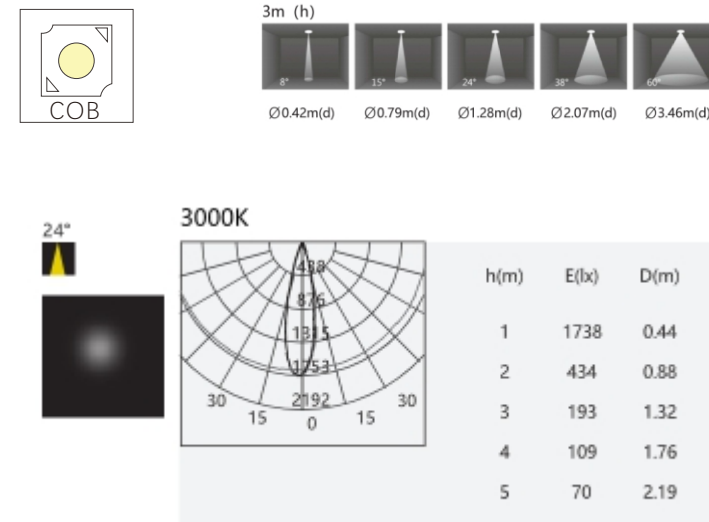 3m (h)
8° 15° 24° 38° 60°
COB
Ø0.42m(d) Ø0.79m(d) Ø1.28m(d) Ø2.07m(d) Ø3.46m(d)
3000K
24°
438
876
1315
1753
2192
30 15 0 15 30
h(m) E(lx) D(m)
1 1738 0.44
2 434 0.88
3 193 1.32
4 109 1.76
5 70 2.19